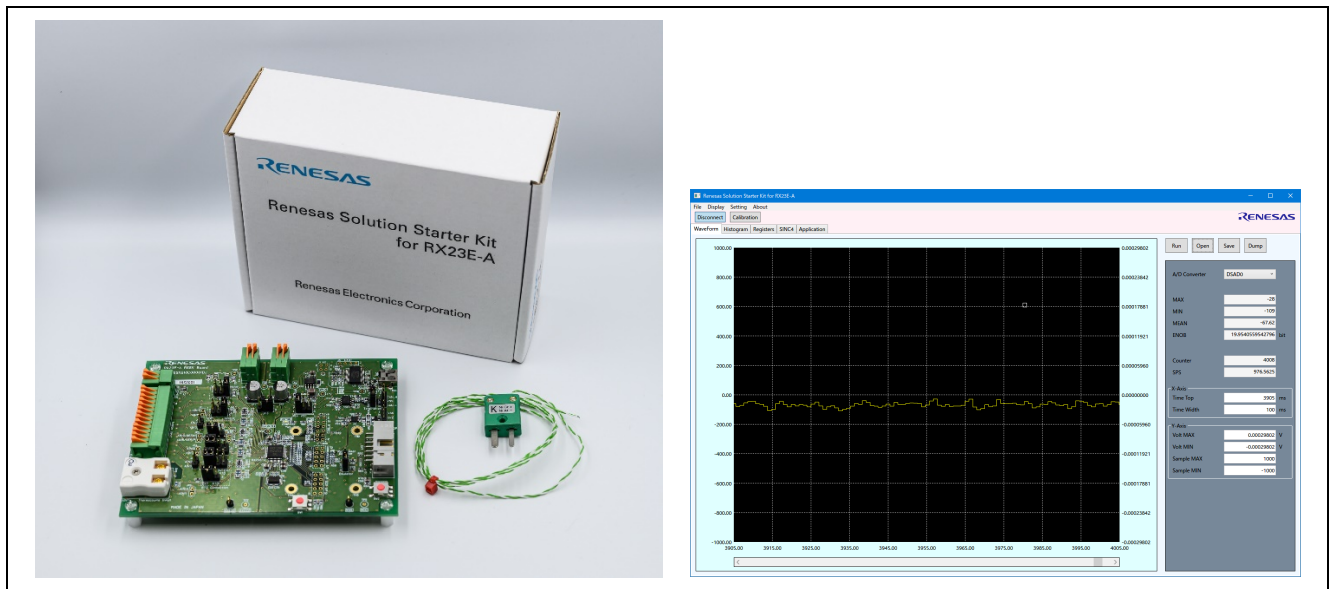 RENESAS
Renesas Solution Starter Kit
for RX23E-A
Renesas Electronics Corporation
RENESAS
K
MADE IN JAPAN
Renesas Solution Starter Kit for RX23E-A
File Display Setting About
Disconnect Calibration
RENESAS
Waveform Histogram Registers SINC4 Application
Run Open Save Dump
1000.00
800.00
600.00
400.00
200.00
0.00
-200.00
-400.00
-600.00
-800.00
-1000.00
0.00029802
0.00023842
0.00017881
0.00011921
0.00005960
0.00000000
-0.00005960
-0.00011921
-0.00017881
-0.00023842
-0.00029802
3905.00 3915.00 3925.00 3935.00 3945.00 3955.00 3965.00 3975.00 3985.00 3995.00 4005.00
A/D Converter DSAD0
MAX -28
MIN -109
MEAN -67.62
ENOB 19.9540559542796 bit
Counter 4008
SPS 976.5625
X-Axis
Time Top 3905 ms
Time Width 100 ms
Y-Axis
Volt MAX 0.00029802 V
Volt MIN -0.00029802 V
Sample MAX 1000
Sample MIN -1000